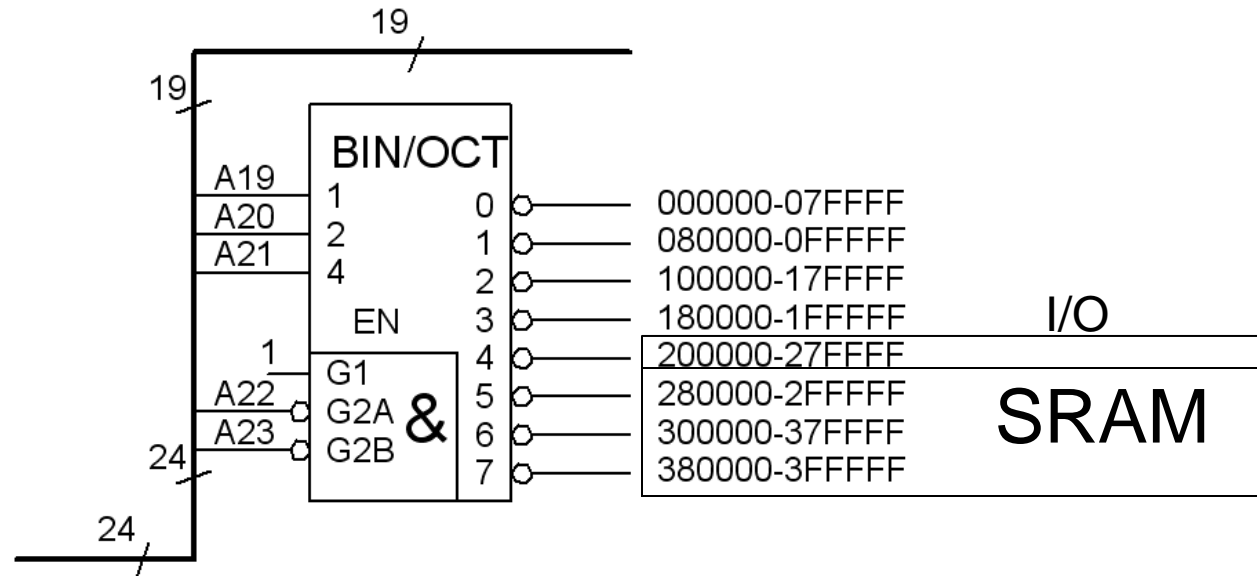 19
19
BIN/OCT
A19 1 0 000000-07FFFF
A20 2 1 080000-0FFFFF
A21 4 2 100000-17FFFF
EN 3 180000-1FFFFF I/O
1 G1 4 200000-27FFFF
A22 G2A & 5 280000-2FFFFF SRAM
A23 G2B 6 300000-37FFFF
24 7 380000-3FFFFF
24